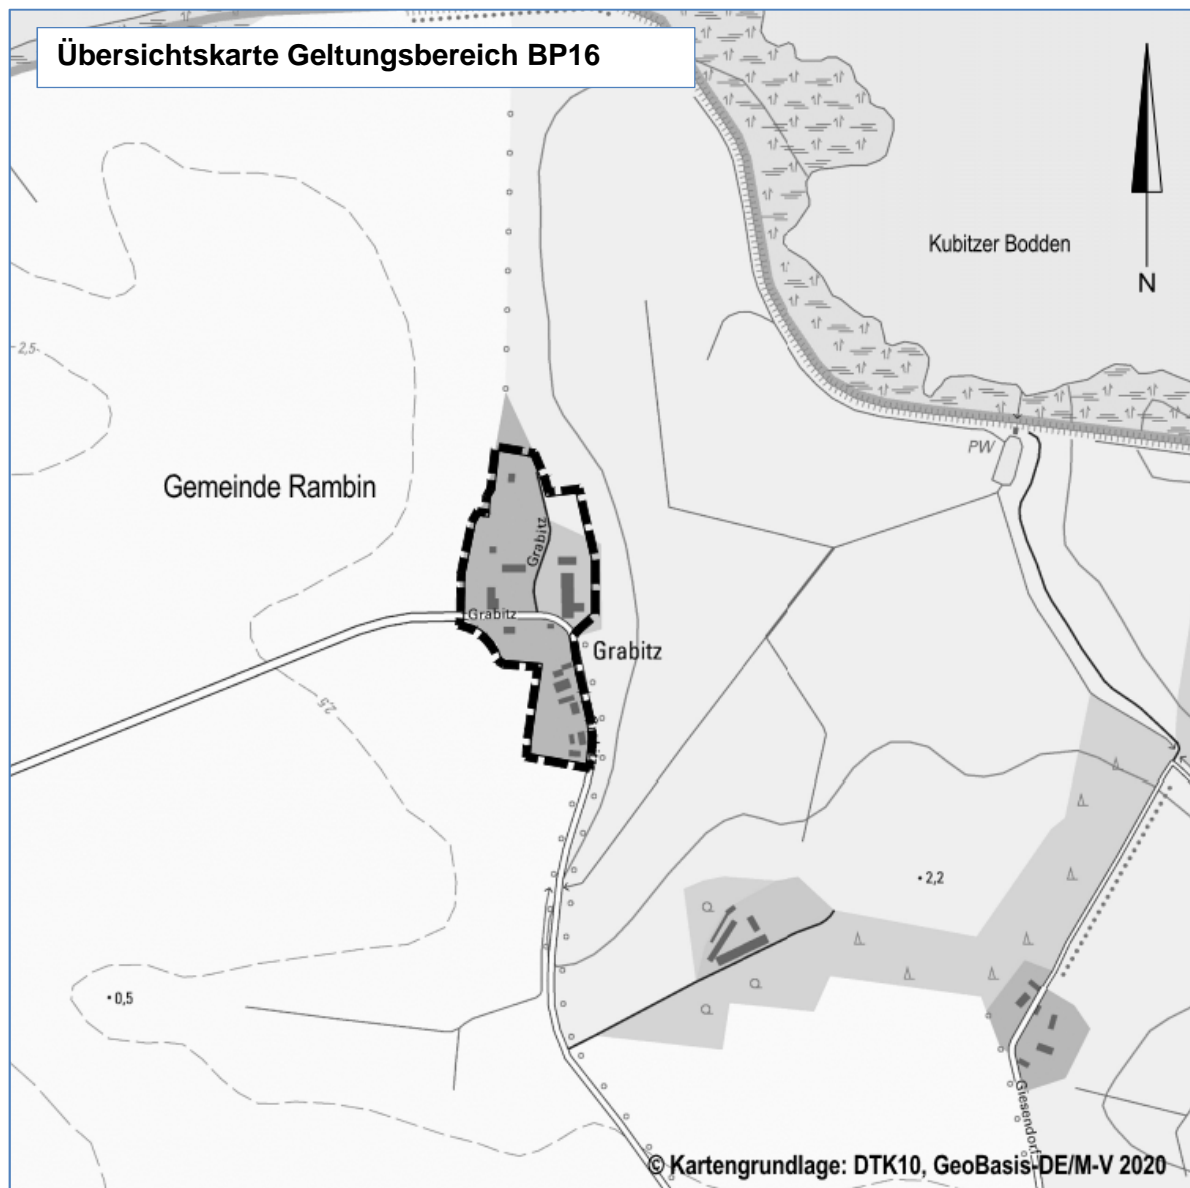 Übersichtskarte Geltungsbereich BP16
Kubitzer Bodden
N
2,5
PW
Gemeinde Rambin
Grabitz
Grabitz
Grabitz
2,5
2,2
0,5
Giesendorf
© Kartengrundlage: DTK10, GeoBasis-DE/M-V 2020